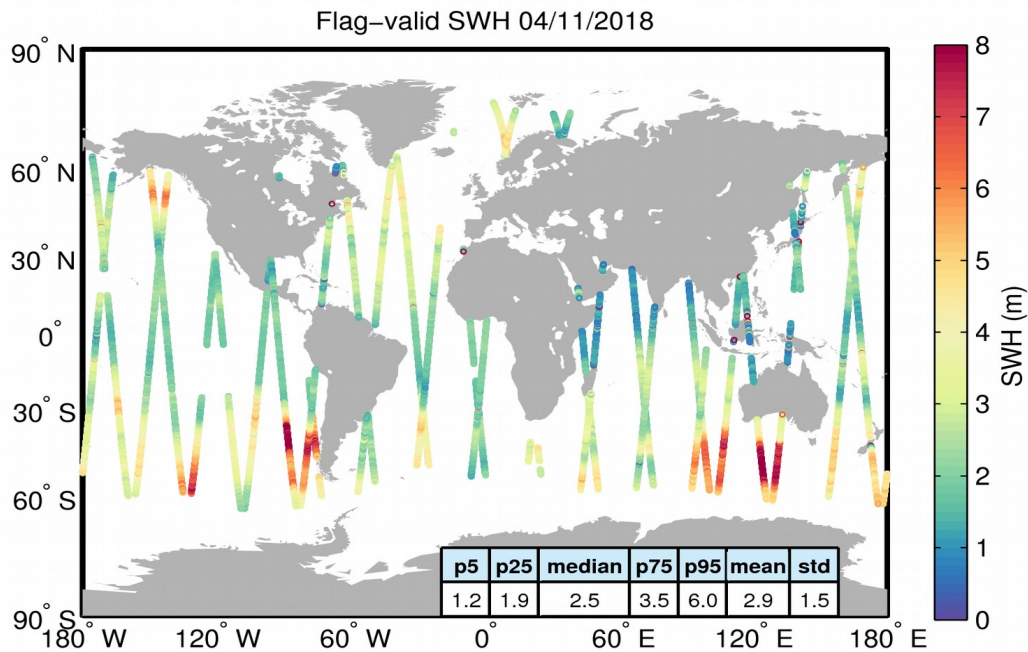 Flag−valid SWH 04/11/2018
90° N
60° N
30° N
0°
30° S
60° S
90° S
180° W
120° W
60° W
0°
60° E
120° E
180° E
p5 p25 median p75 p95 mean std
1.2 1.9 2.5 3.5 6.0 2.9 1.5
8
7
6
5
4
3
2
1
0
SWH (m)